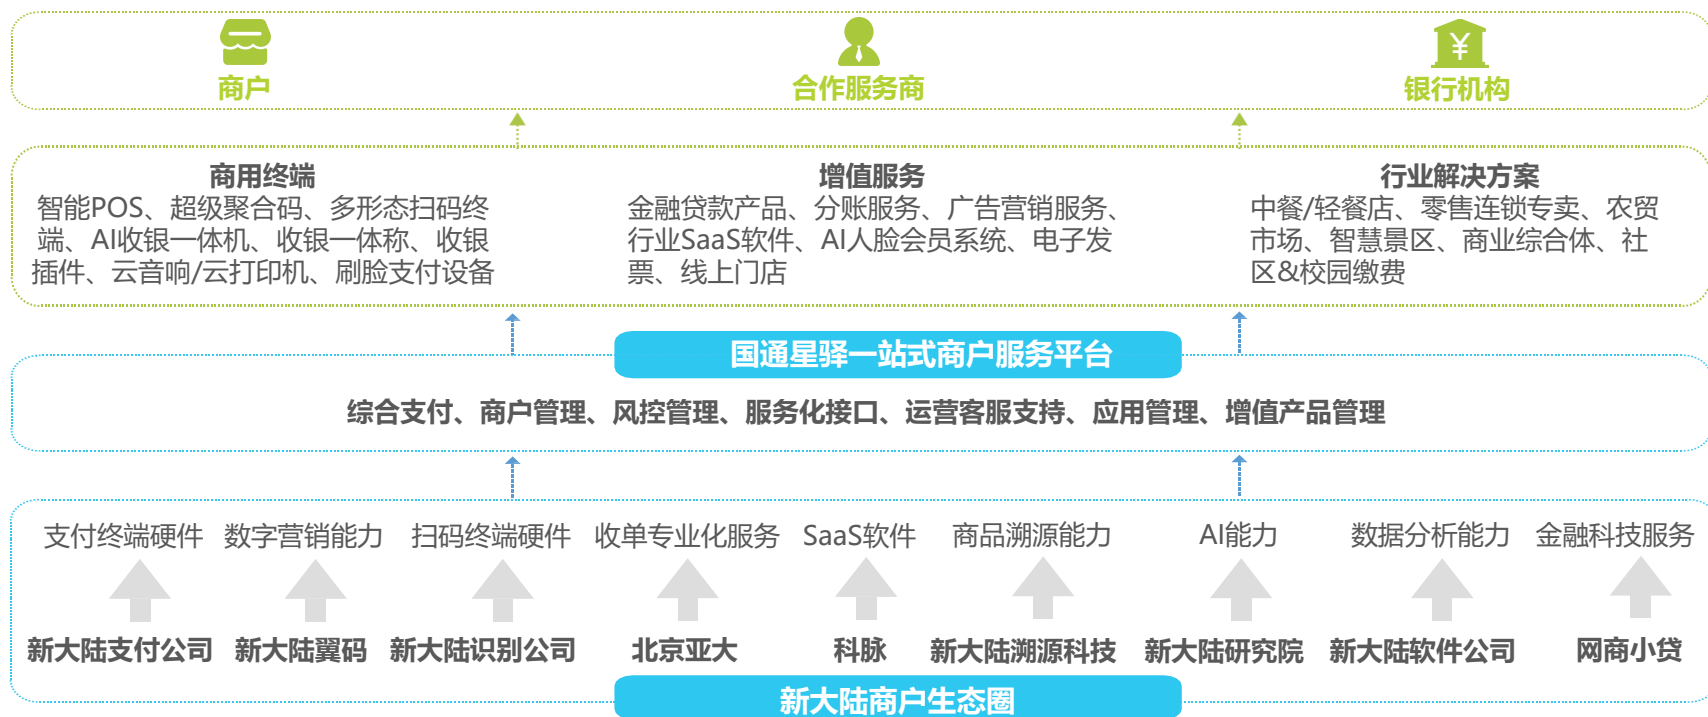 商户
合作服务商
银行机构
商用终端
智能POS、超级聚合码、多形态扫码终
端、AI收银一体机、收银一体称、收银
插件、云音响/云打印机、刷脸支付设备
增值服务
金融贷款产品、分账服务、广告营销服务、
行业SaaS软件、AI人脸会员系统、电子发
票、线上门店
行业解决方案
中餐/轻餐店、零售连锁专卖、农贸
市场、智慧景区、商业综合体、社
区&校园缴费
国通星驿一站式商户服务平台
综合支付、商户管理、风控管理、服务化接口、运营客服支持、应用管理、增值产品管理
支付终端硬件
数字营销能力
扫码终端硬件
收单专业化服务
SaaS软件
商品溯源能力
AI能力
数据分析能力
金融科技服务
新大陆支付公司
新大陆翼码
新大陆识别公司
北京亚大
科脉
新大陆溯源科技
新大陆研究院
新大陆软件公司
网商小贷
新大陆商户生态圈